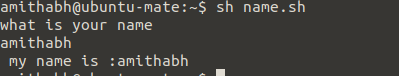 amithabh@ubuntu-mate:~$ sh name.sh
what is your name
amithabh
my name is :amithabh